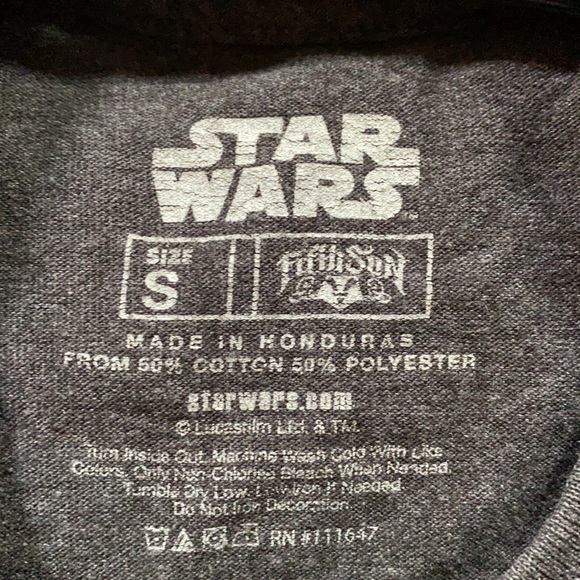 STAR
WARS™
SIZE
S
Fifth Sun
MADE IN HONDURAS
FROM 50% COTTON 50% POLYESTER
starwars.com
© Lucasfilm Ltd. & TM.
Turn Inside Out. Machine Wash Cold With Like
Colors. Only Non-Chlorine Bleach When Needed.
Tumble Dry Low. Low Iron If Needed.
Do Not Iron Decoration.
RN #111647